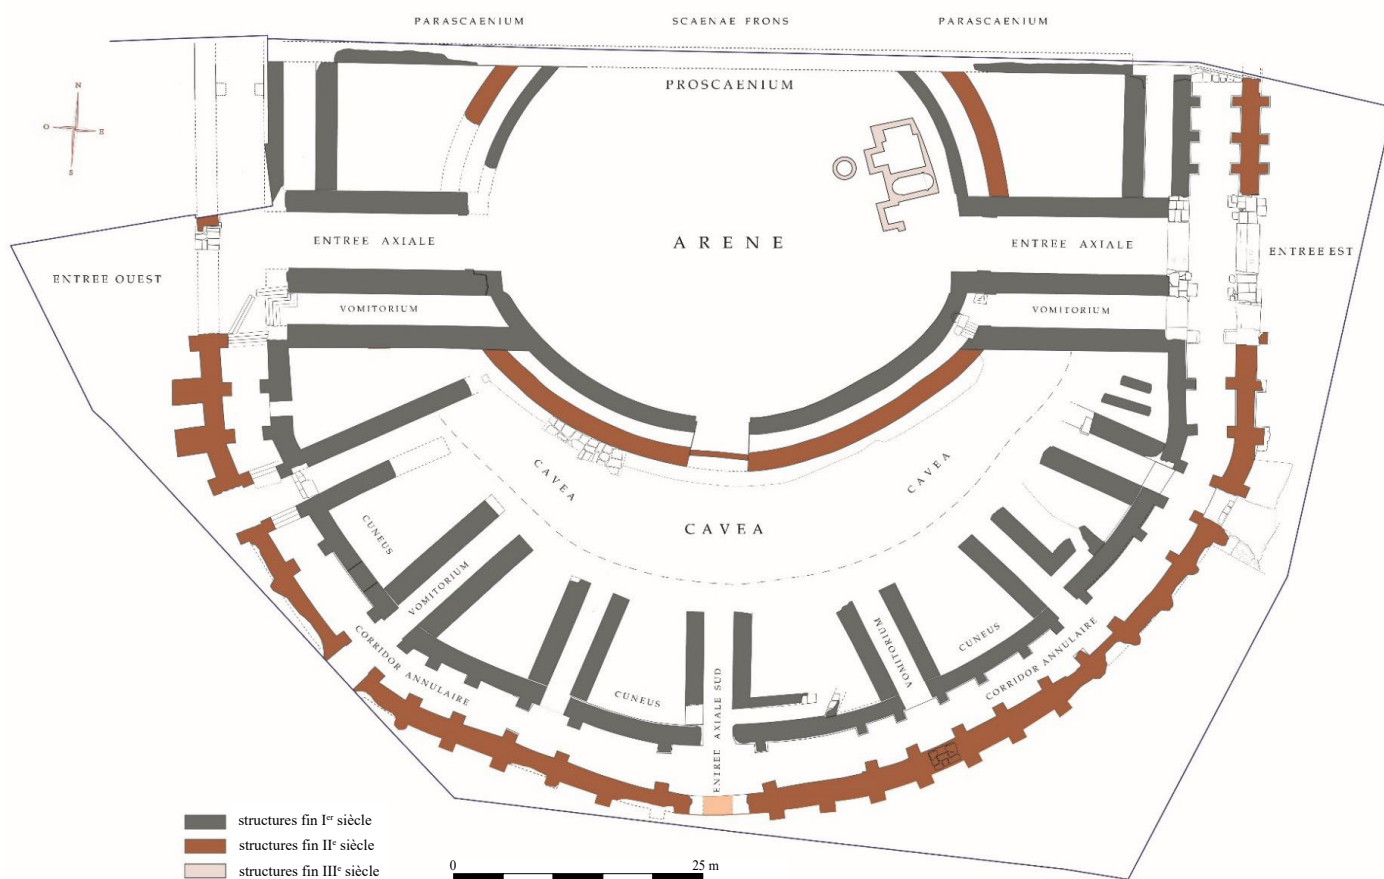 PARASCAENIUM
SCAENAE FRONS
PARASCAENIUM
PROSCAENIUM
N
O
E
S
ENTREE AXIALE
ARENE
ENTREE AXIALE
ENTREE OUEST
ENTREE EST
VOMITORIUM
VOMITORIUM
CAVEA
CAVEA
CAVEA
CUNEUS
VOMITORIUM
CORRIDOR ANNULAIRE
CUNEUS
ENTREE AXIALE SUD
VOMITORIUM
CUNEUS
CORRIDOR ANNULAIRE
structures fin Iᵉʳ siècle
structures fin IIᵉ siècle
structures fin IIIᵉ siècle
0
25 m